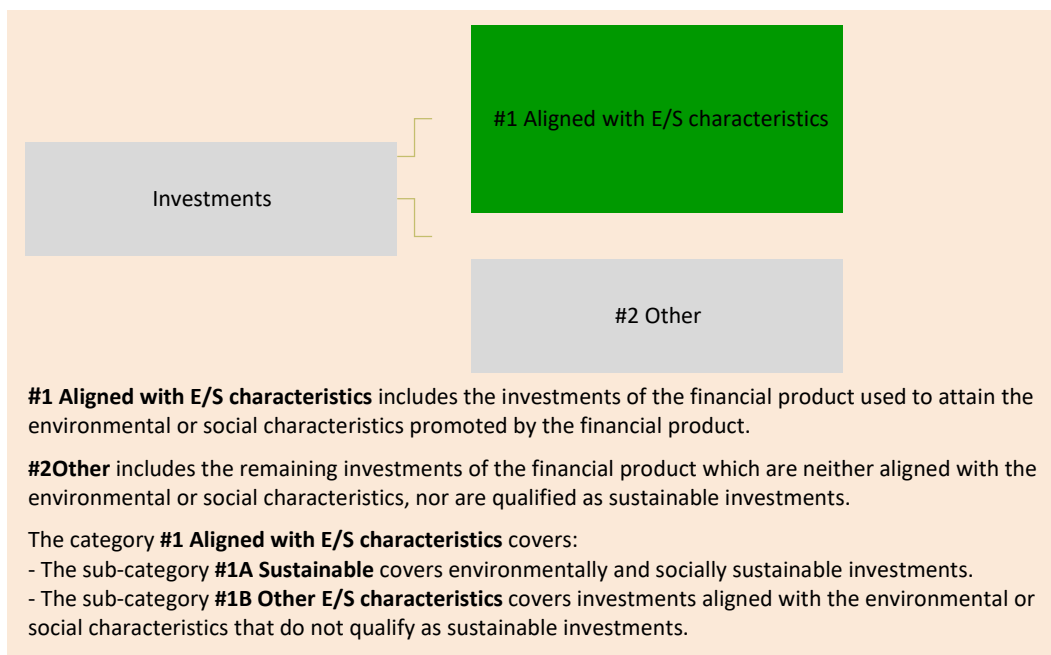 #1 Aligned with E/S characteristics
Investments
#2 Other
#1 Aligned with E/S characteristics includes the investments of the financial product used to attain the
environmental or social characteristics promoted by the financial product.
#2Other includes the remaining investments of the financial product which are neither aligned with the
environmental or social characteristics, nor are qualified as sustainable investments.
The category #1 Aligned with E/S characteristics covers:
- The sub-category #1A Sustainable covers environmentally and socially sustainable investments.
- The sub-category #1B Other E/S characteristics covers investments aligned with the environmental or
social characteristics that do not qualify as sustainable investments.